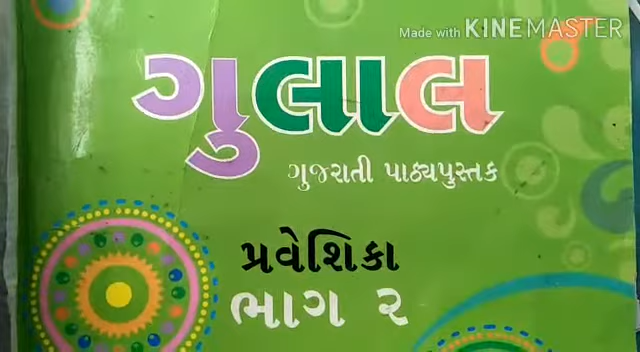 Made with KINEMASTER
ગુલાલ
ગુજરાતી પાઠ્યપુસ્તક
પ્રવેશિકા
ભાગ ૨